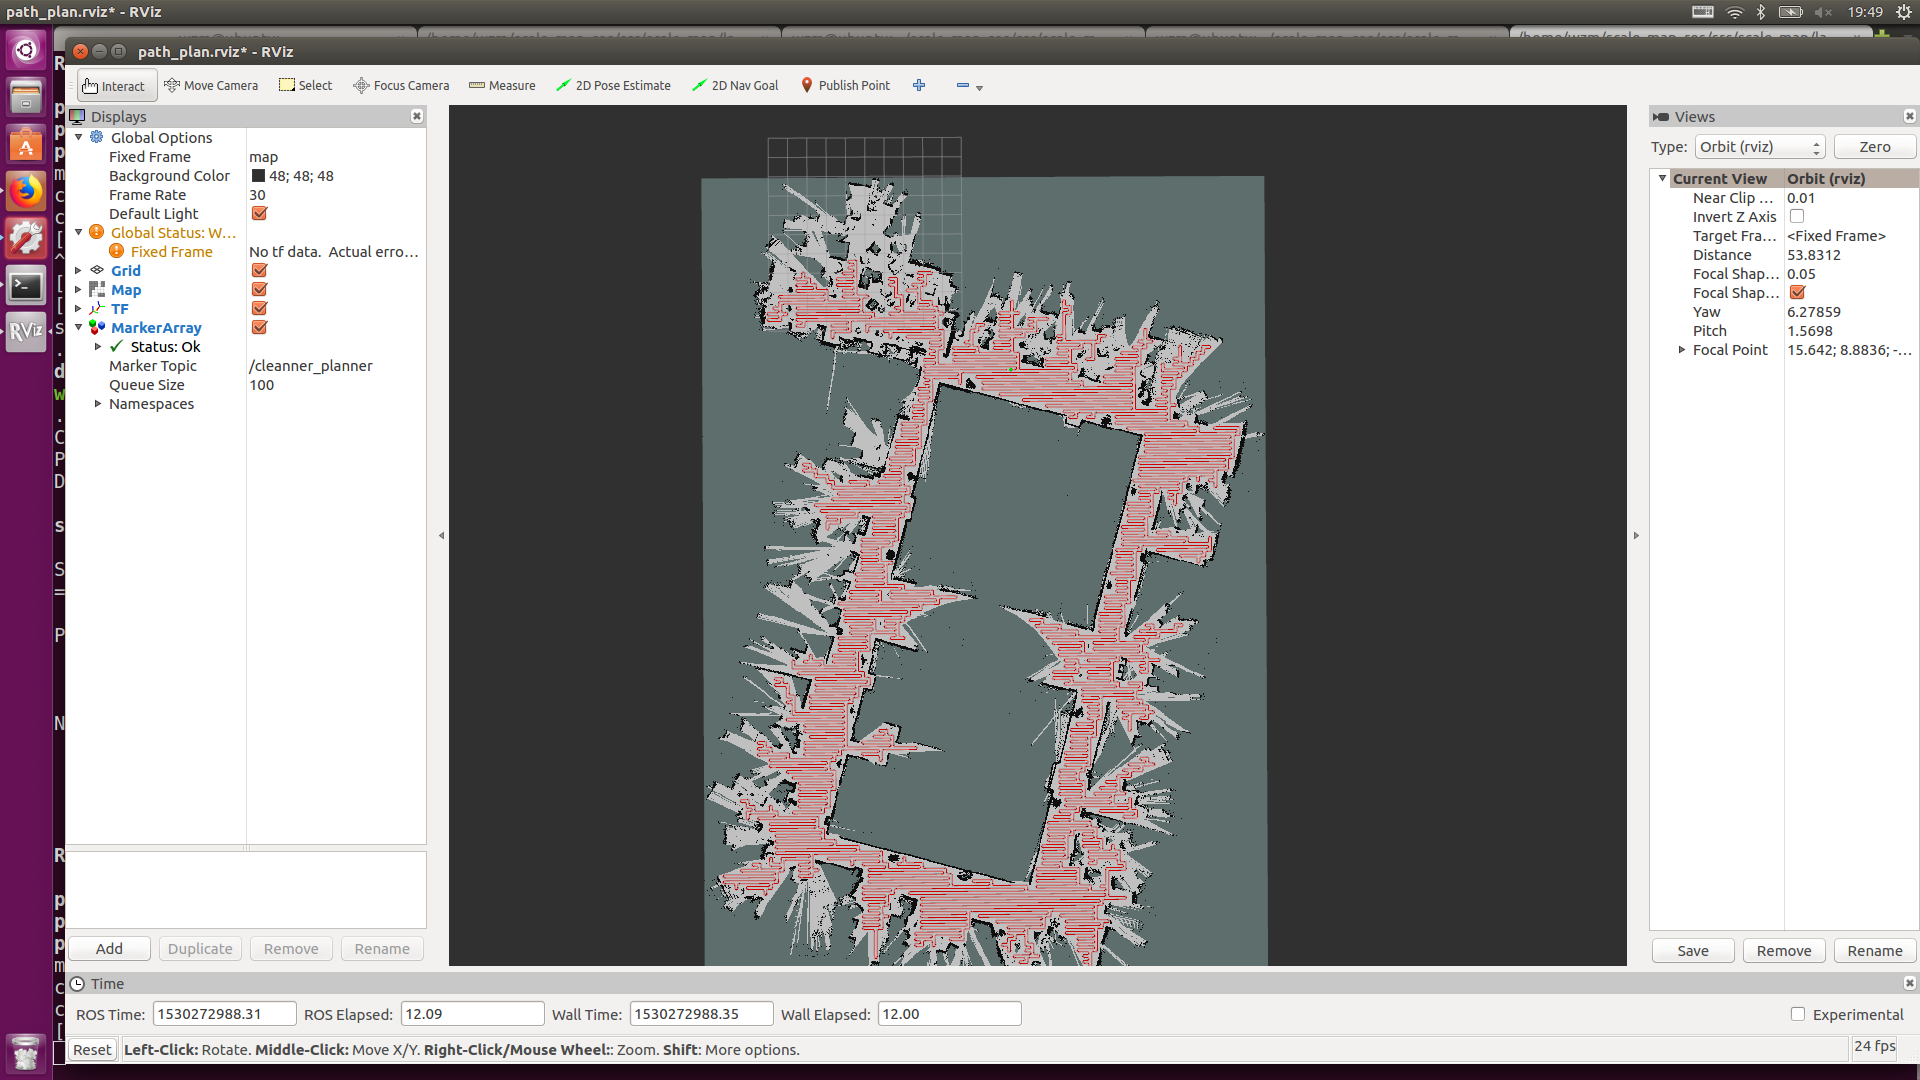 path_plan.rviz* - RViz
19:49
path_plan.rviz* - RViz
Interact Move Camera Select Focus Camera Measure 2D Pose Estimate 2D Nav Goal Publish Point
Displays
Global Options
Fixed Frame map
Background Color 48; 48; 48
Frame Rate 30
Default Light
Global Status: W...
Fixed Frame No tf data. Actual erro...
Grid
Map
TF
MarkerArray
Status: Ok
Marker Topic /cleanner_planner
Queue Size 100
Namespaces
Add Duplicate Remove Rename
Views
Type: Orbit (rviz) Zero
Current View Orbit (rviz)
Near Clip ... 0.01
Invert Z Axis
Target Fra... <Fixed Frame>
Distance 53.8312
Focal Shap... 0.05
Focal Shap...
Yaw 6.27859
Pitch 1.5698
Focal Point 15.642; 8.8836; -...
Save Remove Rename
Time
ROS Time: 1530272988.31 ROS Elapsed: 12.09 Wall Time: 1530272988.35 Wall Elapsed: 12.00 Experimental
Reset Left-Click: Rotate. Middle-Click: Move X/Y. Right-Click/Mouse Wheel:: Zoom. Shift: More options. 24 fps
RViz